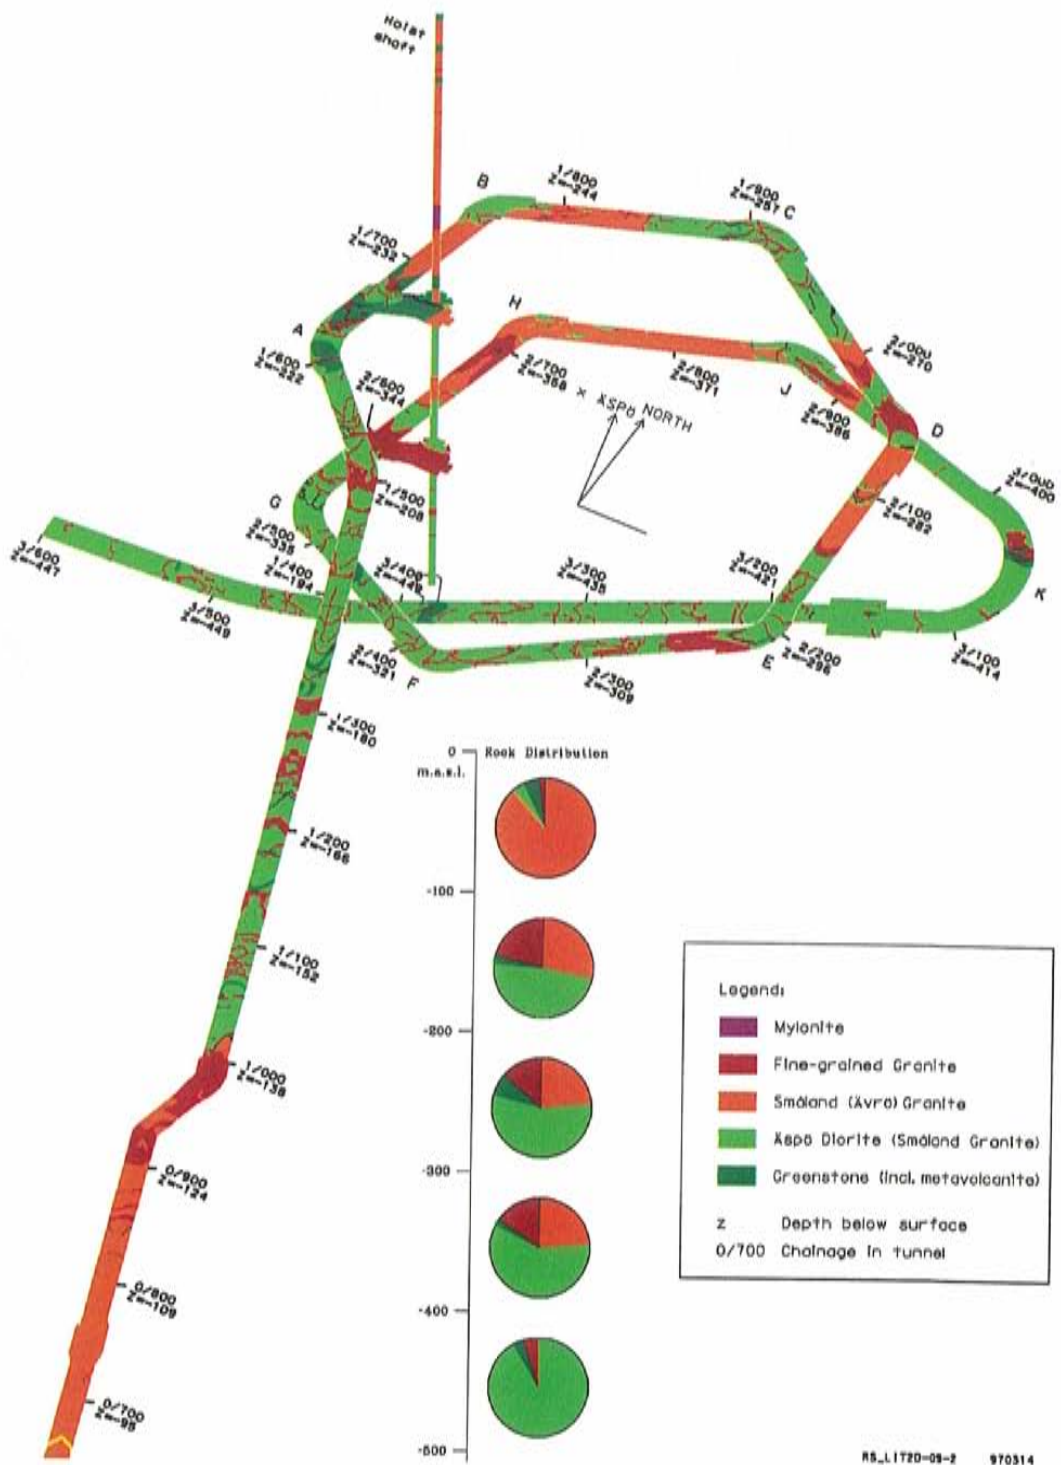 Hoist
shaft
B
1/800
Z=-244
1/900
Z=-257
C
1/700
Z=-232
A
H
1/600
Z=-222
2/600
Z=-344
2/700
Z=-358
2/800
Z=-371
J
2/900
Z=-386
2/000
Z=-270
D
× ÄSPÖ NORTH
3/000
Z=-400
G
1/500
Z=-208
2/100
Z=-282
2/500
Z=-335
3/600
Z=-447
1/400
Z=-194
3/400
Z=-449
3/300
Z=-435
3/200
Z=-421
K
3/500
Z=-449
2/400
Z=-321
F
2/300
Z=-309
E
2/200
Z=-296
3/100
Z=-414
1/300
Z=-180
0
Rock Distribution
m.a.s.l.
1/200
Z=-166
-100
1/100
Z=-152
-200
1/000
Z=-138
0/900
Z=-124
-300
0/800
Z=-109
-400
0/700
Z=-95
-500
Legend:
Mylonite
Fine-grained Granite
Småland (Ävrö) Granite
Äspö Diorite (Småland Granite)
Greenstone (incl. metavolcanite)
z Depth below surface
0/700 Chainage in tunnel
RS_LIT2D-05-2 970314